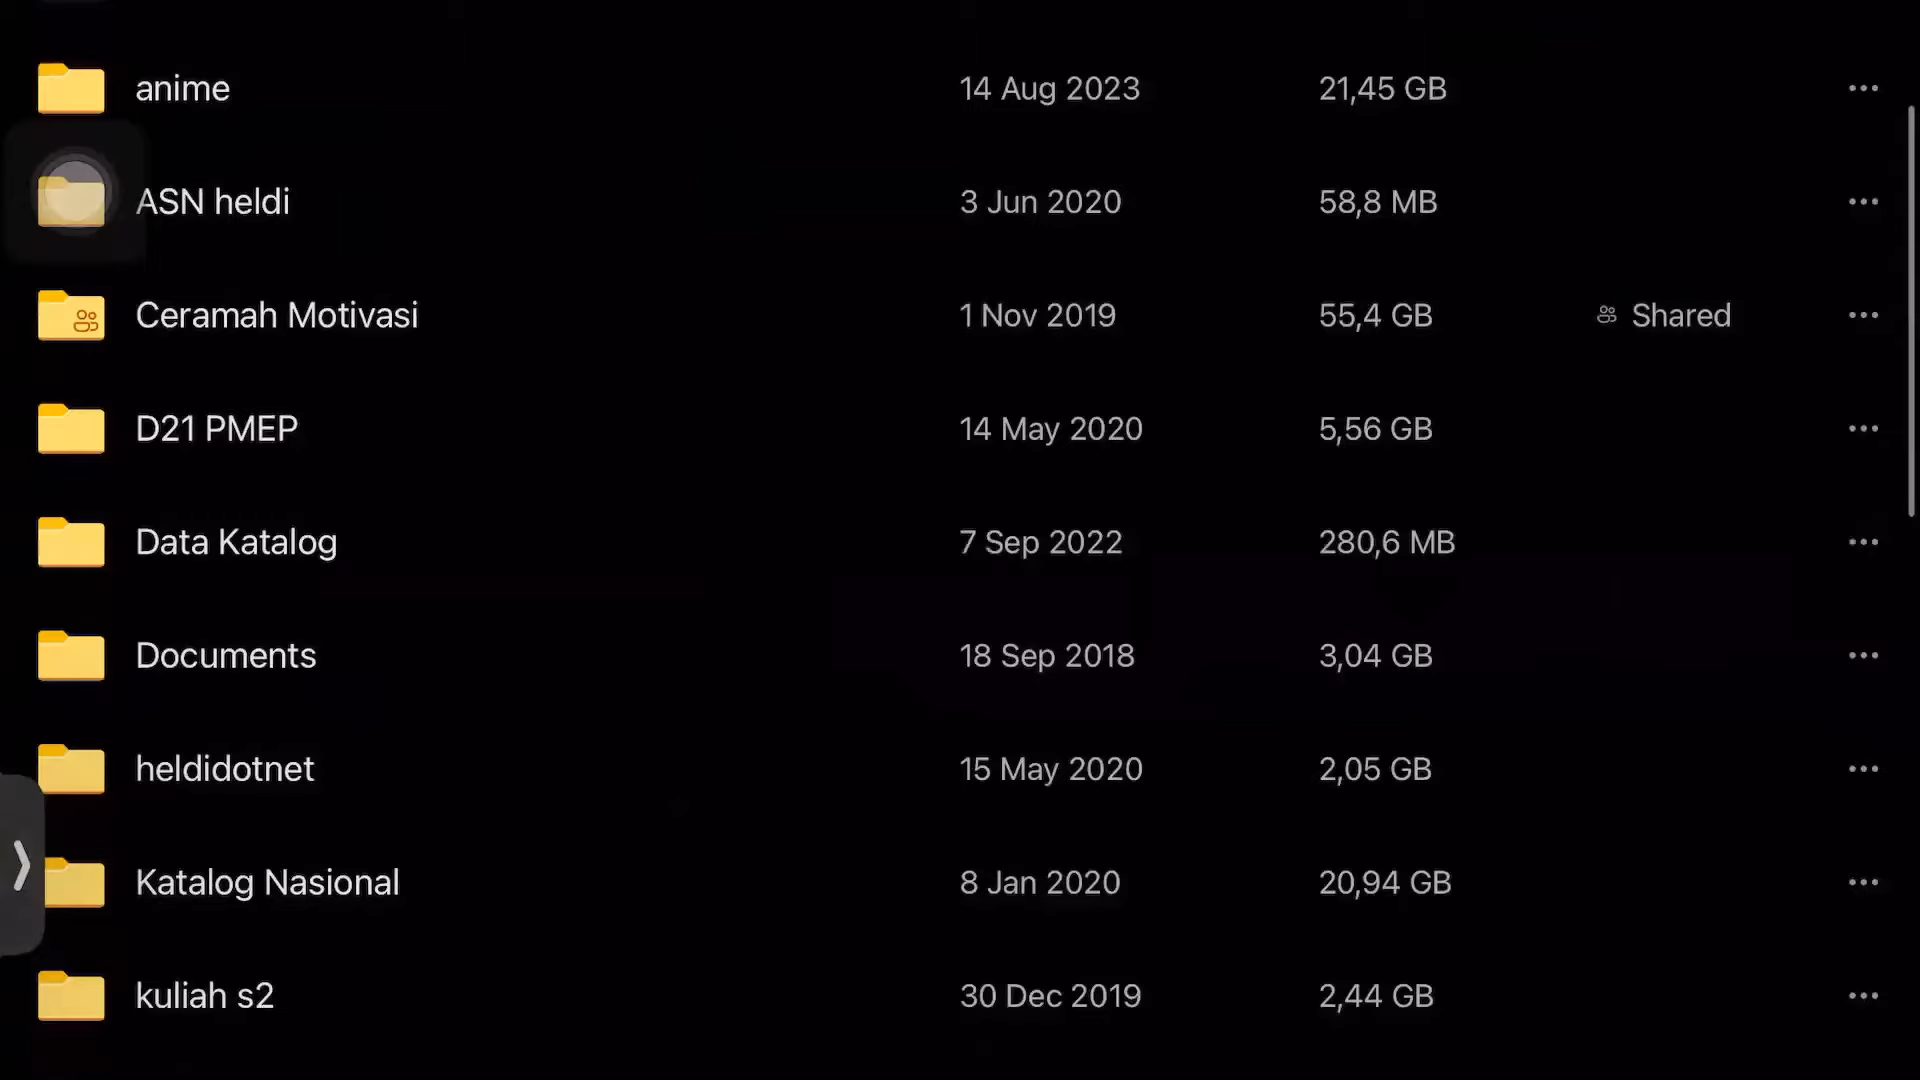 anime 14 Aug 2023 21,45 GB
ASN heldi 3 Jun 2020 58,8 MB
Ceramah Motivasi 1 Nov 2019 55,4 GB Shared
D21 PMEP 14 May 2020 5,56 GB
Data Katalog 7 Sep 2022 280,6 MB
Documents 18 Sep 2018 3,04 GB
heldidotnet 15 May 2020 2,05 GB
Katalog Nasional 8 Jan 2020 20,94 GB
kuliah s2 30 Dec 2019 2,44 GB